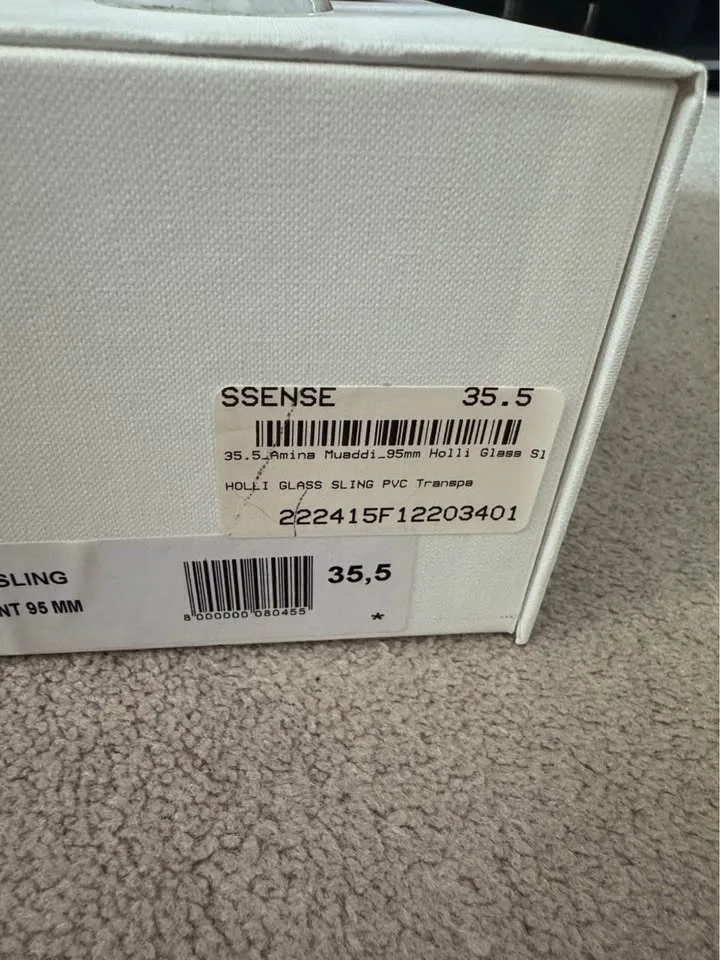 SSENSE 35.5
35.5_Amina Muaddi_95mm Holli Glass Sl
HOLLI GLASS SLING PVC Transpa
222415F12203401
SLING 35,5
NT 95 MM
8 000000 080455
*